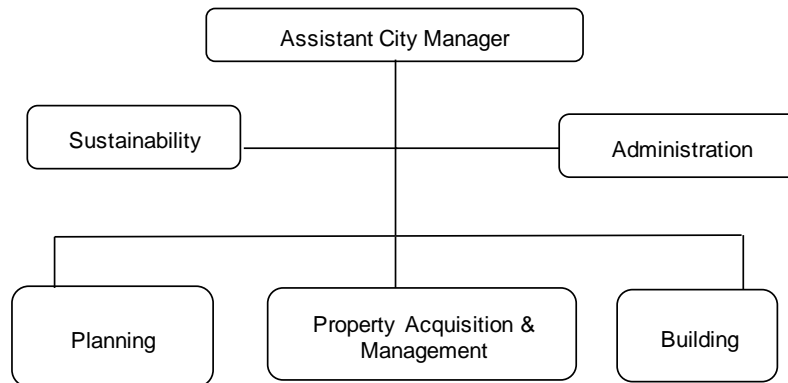 Assistant City Manager
Sustainability
Administration
Planning
Property Acquisition &
Management
Building